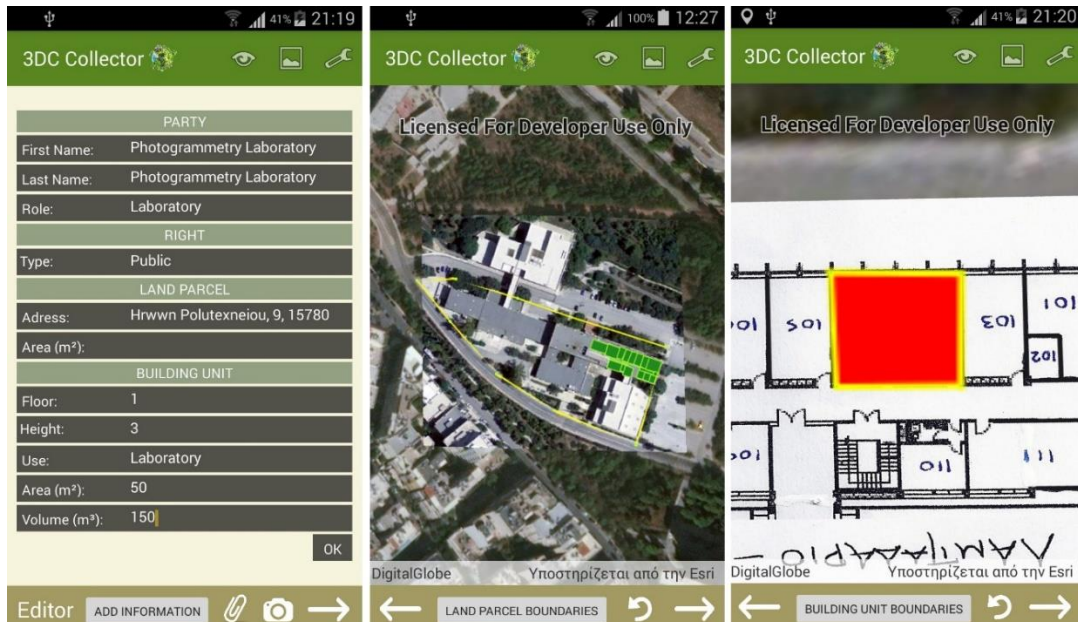 41% 21:19
3DC Collector
PARTY
First Name: Photogrammetry Laboratory
Last Name: Photogrammetry Laboratory
Role: Laboratory
RIGHT
Type: Public
LAND PARCEL
Adress: Hrwwn Polutexneiou, 9, 15780
Area (m²):
BUILDING UNIT
Floor: 1
Height: 3
Use: Laboratory
Area (m²): 50
Volume (m³): 150
OK
Editor ADD INFORMATION
100% 12:27
3DC Collector
Licensed For Developer Use Only
DigitalGlobe Υποστηρίζεται από την Esri
LAND PARCEL BOUNDARIES
41% 21:20
3DC Collector
Licensed For Developer Use Only
105
103
101
102
110
111
DigitalGlobe Υποστηρίζεται από την Esri
BUILDING UNIT BOUNDARIES